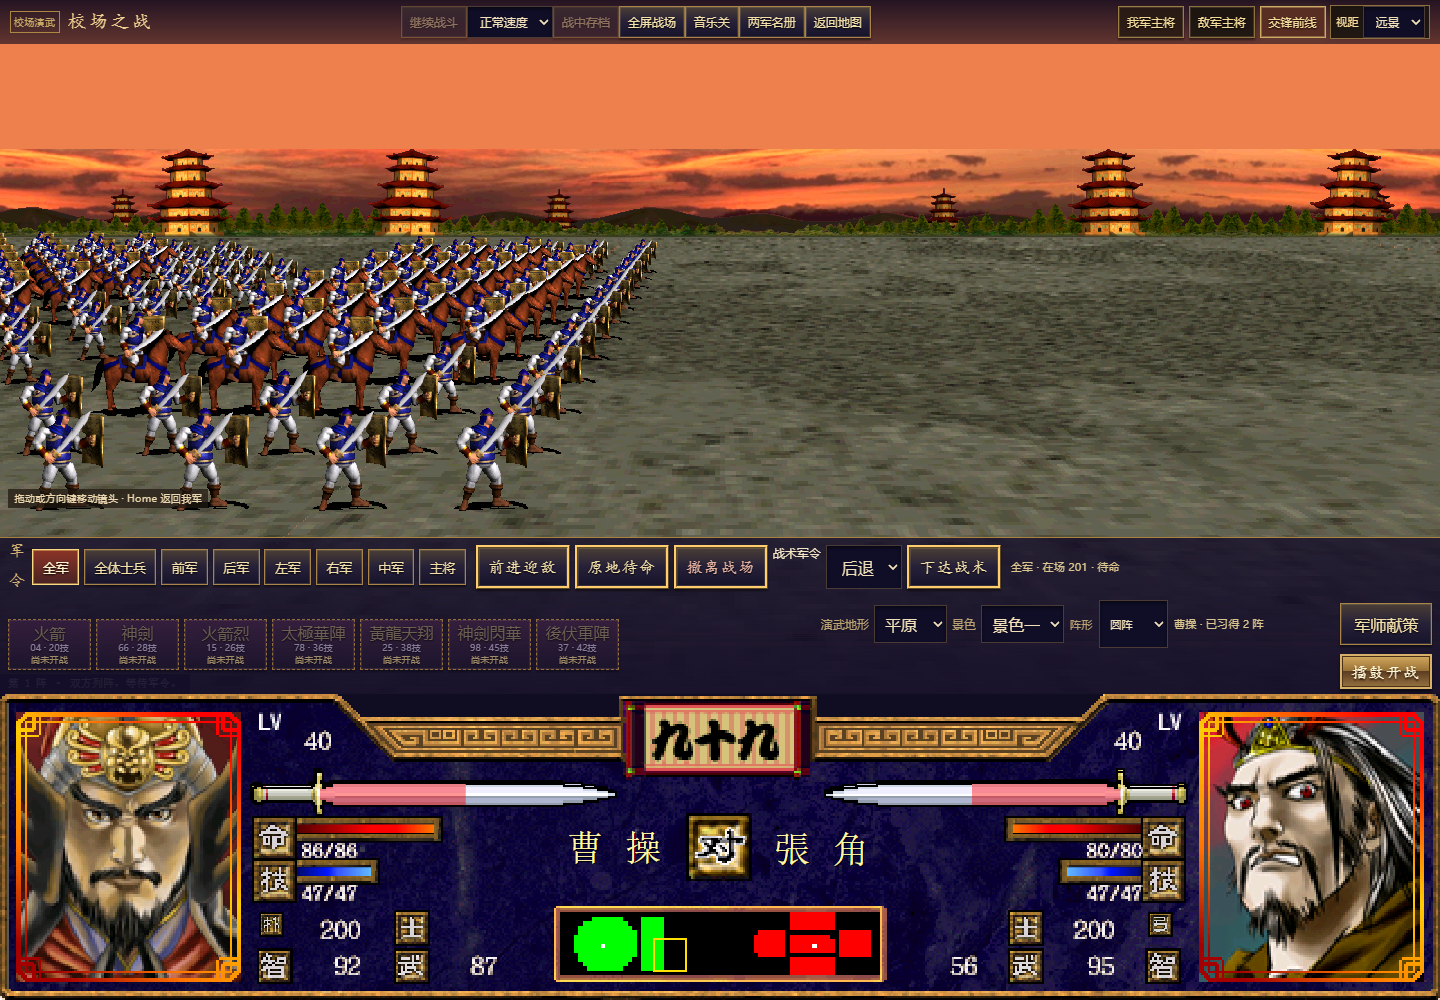 校场演武 校场之战
继续战斗 正常速度 战中存档 全屏战场 音乐关 两军名册 返回地图
我军主将 敌军主将 交锋前线 视距 远景
拖动或方向键移动镜头 · Home 返回我军
军令 全军 全体士兵 前军 后军 左军 右军 中军 主将 前进迎敌 原地待命 撤离战场 战术军令 后退 下达战术 全军 · 在场 201 · 待命
火箭 神劍 火箭烈 太極華陣 黃龍天翔 神劍閃華 後伏軍陣
04 · 20技 66 · 28技 15 · 26技 78 · 36技 25 · 38技 98 · 45技 37 · 42技
尚未开战 尚未开战 尚未开战 尚未开战 尚未开战 尚未开战 尚未开战
演武地形 平原 景色 景色一 阵形 圆阵 曹操 · 已习得 2 阵 军师献策
第 1 阵 · 双方列阵，等待军令。
擂鼓开战
LV 40 九十九 LV 40
命 86/86 曹操 对 張角 80/80 命
技 47/47 47/47 技
200 士 士 200
智 92 武 87 56 武 95 智